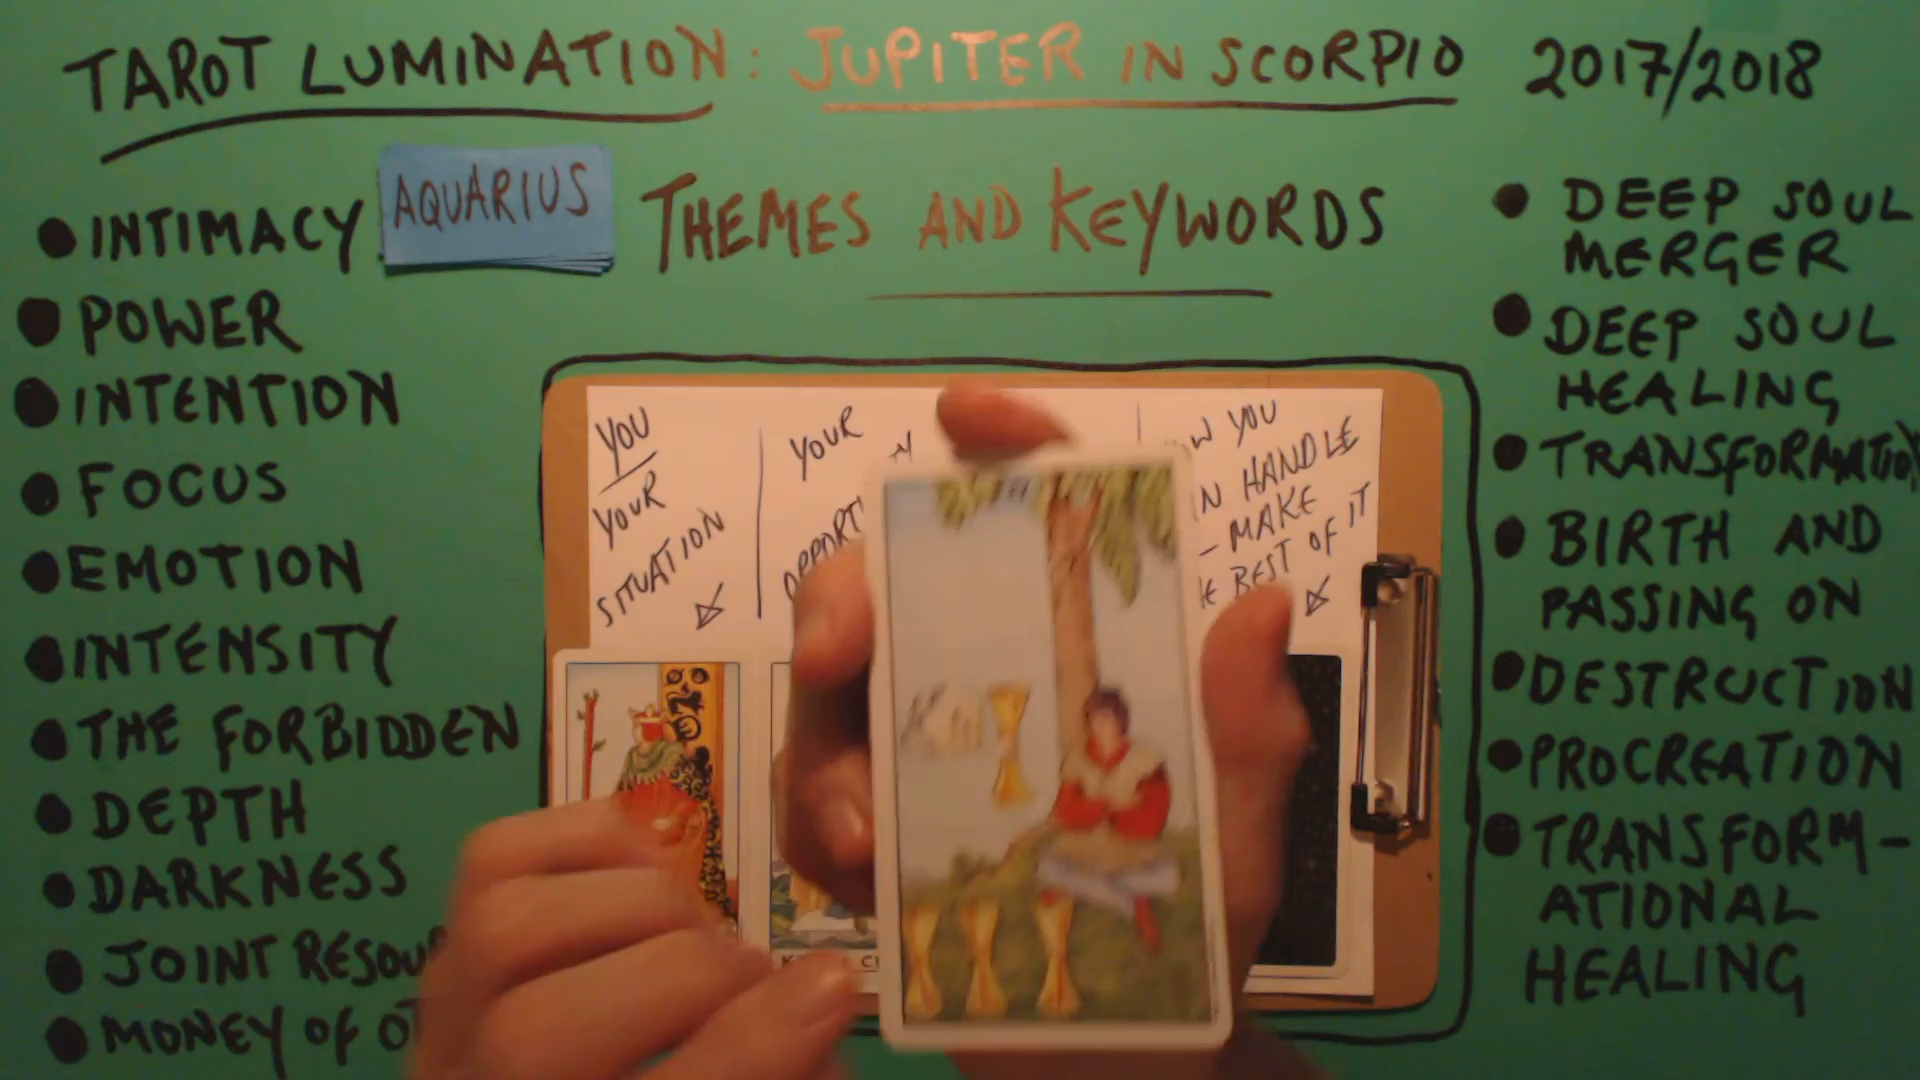 TAROT LUMINATION: JUPITER IN SCORPIO 2017/2018
AQUARIUS
THEMES AND KEYWORDS
INTIMACY
POWER
INTENTION
FOCUS
EMOTION
INTENSITY
THE FORBIDDEN
DEPTH
DARKNESS
JOINT
MONEY OF
YOU
YOUR
SITUATION
YOUR
YOU
HANDLE
- MAKE
BEST OF IT
DEEP SOUL
MERGER
DEEP SOUL
HEALING
TRANSFORMATION
BIRTH AND
PASSING ON
DESTRUCTION
PROCREATION
TRANSFORM-
ATIONAL
HEALING